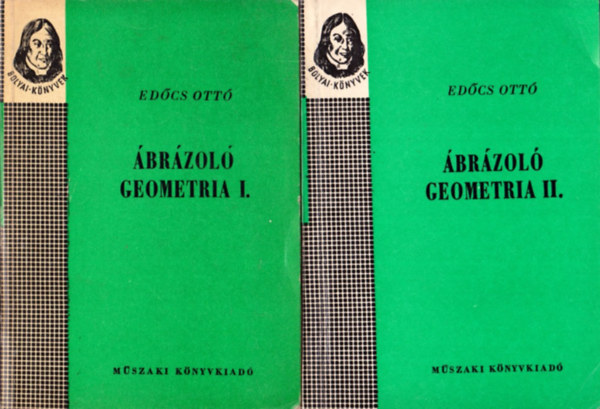 BOLYAI-KÖNYVEK
EDŐCS OTTÓ
ÁBRÁZOLÓ
GEOMETRIA I.
MŰSZAKI KÖNYVKIADÓ
BOLYAI-KÖNYVEK
EDŐCS OTTÓ
ÁBRÁZOLÓ
GEOMETRIA II.
MŰSZAKI KÖNYVKIADÓ